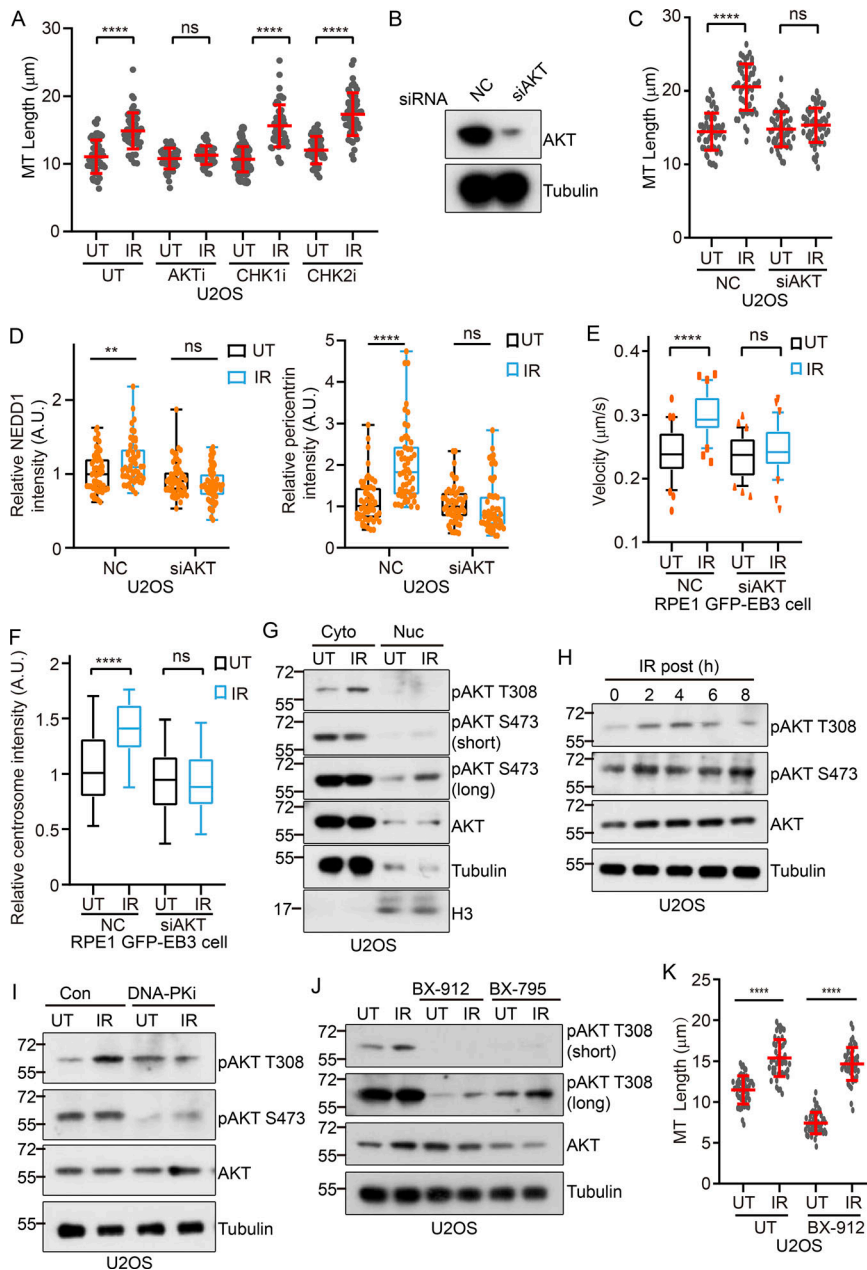 A
MT Length (μm)
30
20
10
0
****
ns
****
****
UT IR UT IR UT IR UT IR
UT AKTi CHK1i CHK2i
U2OS
B
siRNA NC siAKT
AKT
Tubulin
C
MT Length (μm)
30
20
10
0
****
ns
UT IR UT IR
NC siAKT
U2OS
D
Relative NEDD1
intensity (A.U.)
2
1
0
**
ns
UT
IR
NC siAKT
U2OS
Relative pericentrin
intensity (A.U.)
5
4
3
2
1
0
****
ns
NC siAKT
U2OS
E
Velocity (μm/s)
0.4
0.3
0.2
0.1
****
ns
UT
IR
UT IR UT IR
NC siAKT
RPE1 GFP-EB3 cell
F
Relative centrosome intensity (A.U.)
2
1.5
1
0.5
0
****
ns
UT
IR
UT IR UT IR
NC siAKT
RPE1 GFP-EB3 cell
G
Cyto Nuc
UT IR UT IR
72
55
pAKT T308
72
55
pAKT S473
(short)
72
55
pAKT S473
(long)
72
55
AKT
55
Tubulin
17
H3
U2OS
H
IR post (h)
0 2 4 6 8
72
55
pAKT T308
72
55
pAKT S473
72
55
AKT
55
Tubulin
U2OS
I
Con DNA-PKi
UT IR UT IR
72
55
pAKT T308
72
55
pAKT S473
72
55
AKT
55
Tubulin
U2OS
J
BX-912 BX-795
UT IR UT IR UT IR
72
55
pAKT T308
(short)
72
55
pAKT T308
(long)
72
55
AKT
55
Tubulin
U2OS
K
MT Length (μm)
25
20
15
10
5
0
****
****
UT IR UT IR
UT BX-912
U2OS